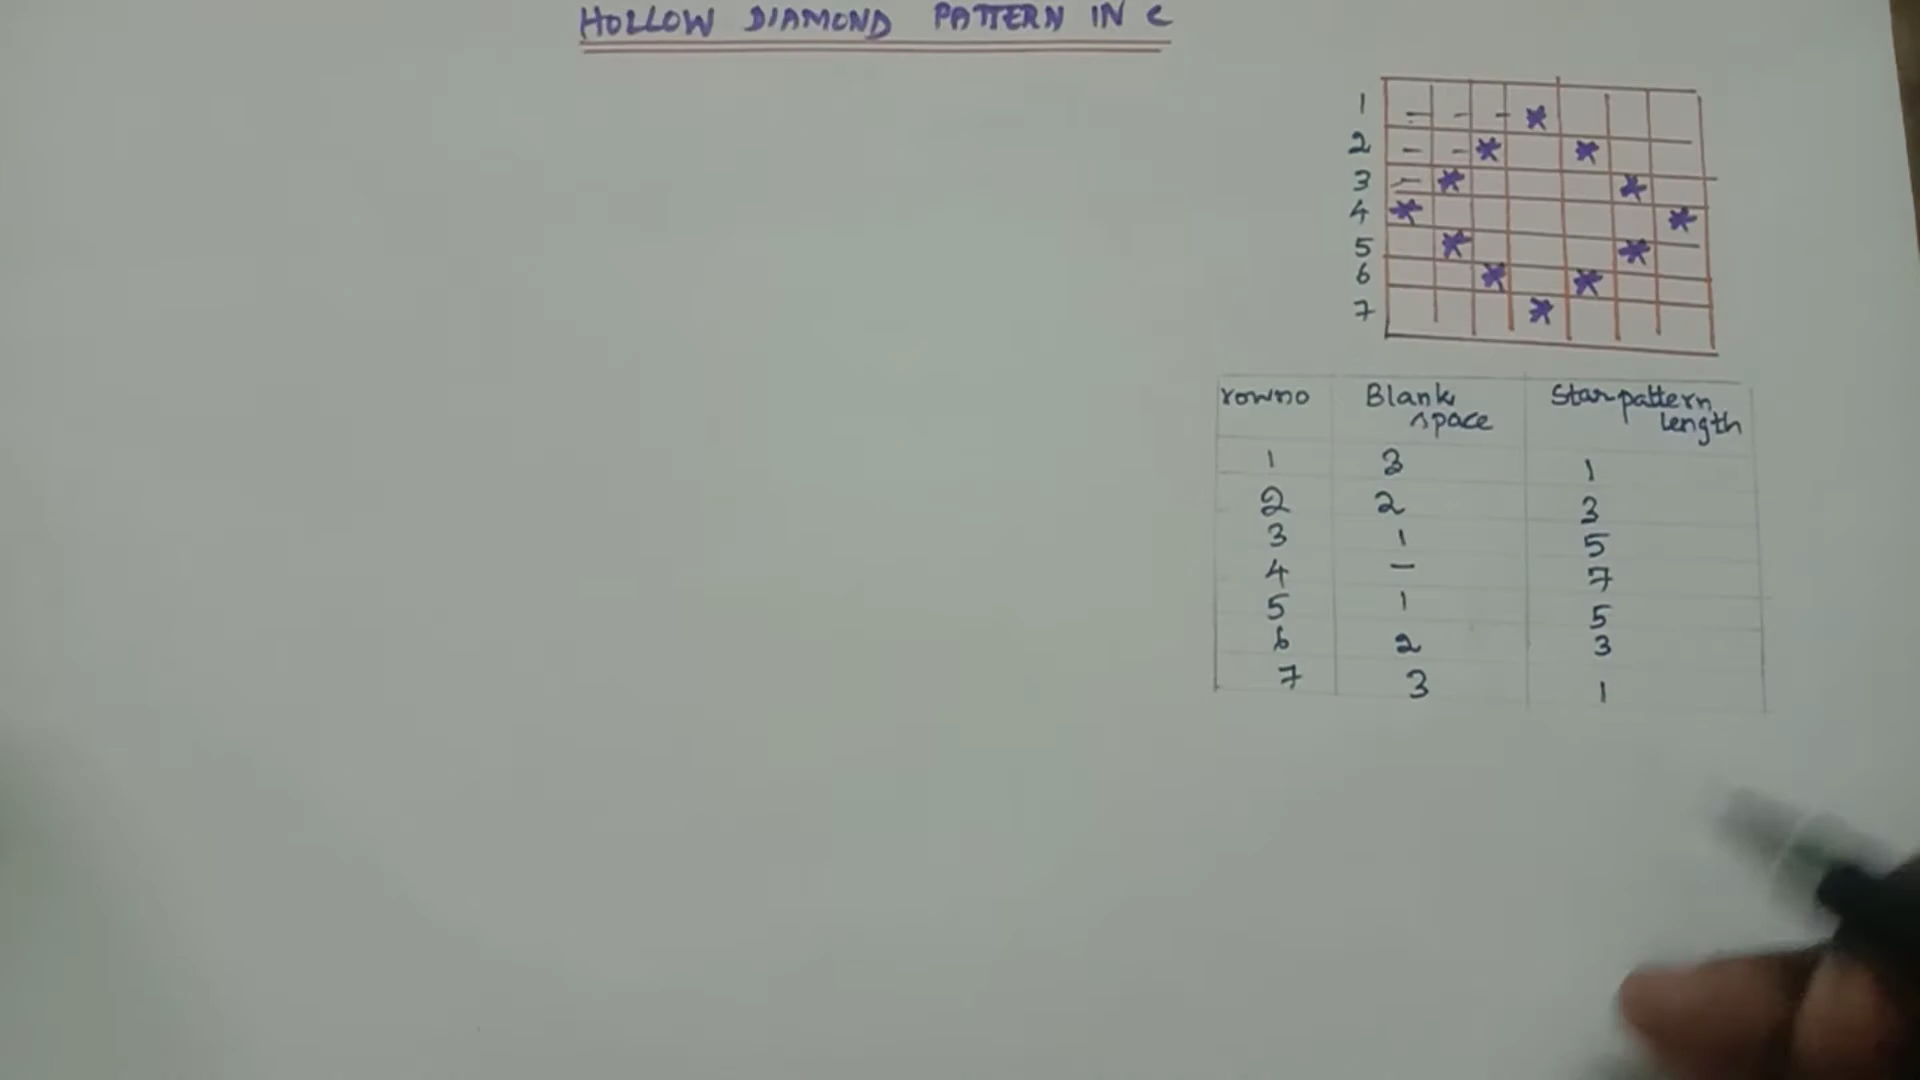 HOLLOW DIAMOND PATTERN IN C
1 - - - *
2 - - * *
3 - * *
4 * *
5 * *
6 * *
7 *
rowno Blank space Star pattern length
1 3 1
2 2 3
3 1 5
4 - 7
5 1 5
6 2 3
7 3 1